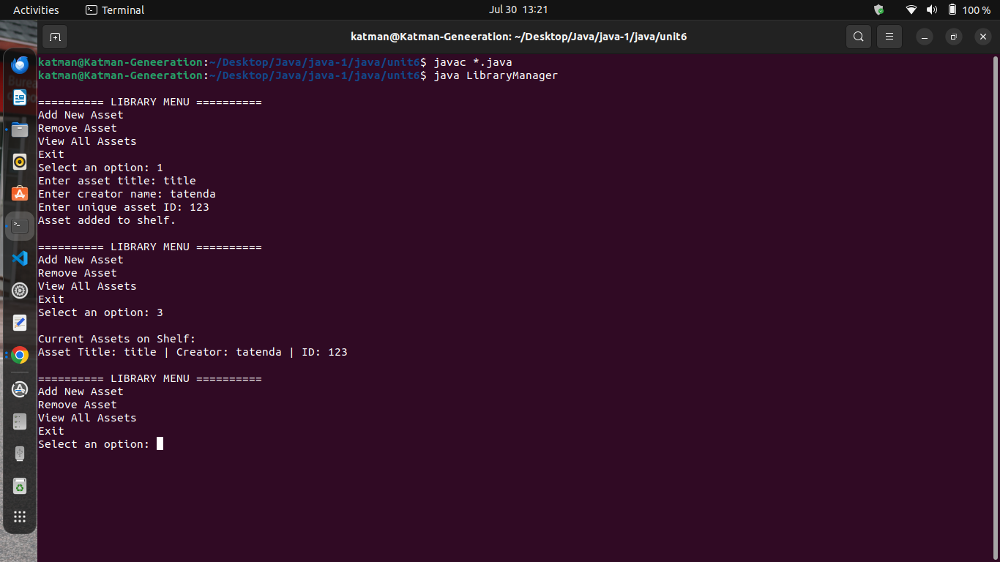 Activities Terminal Jul 30 13:21 100 %
katman@Katman-Geneeration: ~/Desktop/Java/java-1/java/unit6
katman@Katman-Geneeration:~/Desktop/Java/java-1/java/unit6$ javac *.java
katman@Katman-Geneeration:~/Desktop/Java/java-1/java/unit6$ java LibraryManager
========== LIBRARY MENU ==========
Add New Asset
Remove Asset
View All Assets
Exit
Select an option: 1
Enter asset title: title
Enter creator name: tatenda
Enter unique asset ID: 123
Asset added to shelf.
========== LIBRARY MENU ==========
Add New Asset
Remove Asset
View All Assets
Exit
Select an option: 3
Current Assets on Shelf:
Asset Title: title | Creator: tatenda | ID: 123
========== LIBRARY MENU ==========
Add New Asset
Remove Asset
View All Assets
Exit
Select an option: